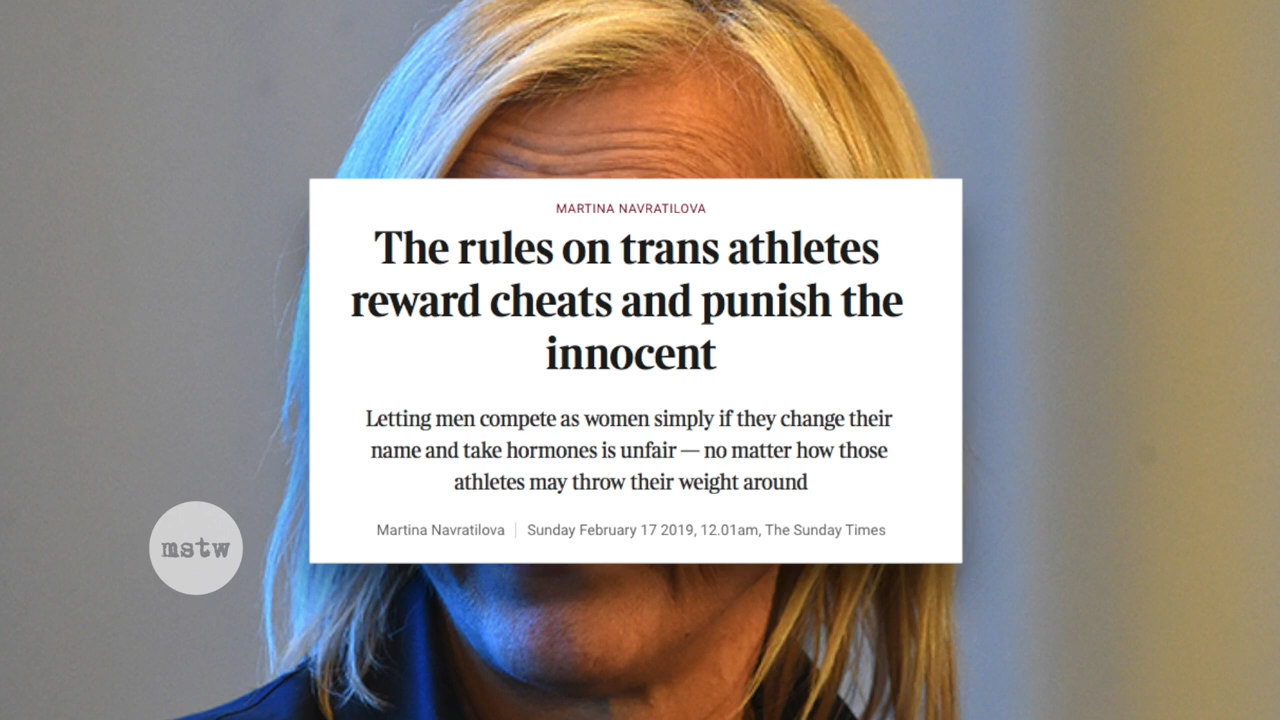 MARTINA NAVRATILOVA
The rules on trans athletes
reward cheats and punish the
innocent
Letting men compete as women simply if they change their
name and take hormones is unfair — no matter how those
athletes may throw their weight around
Martina Navratilova | Sunday February 17 2019, 12.01am, The Sunday Times
mstw